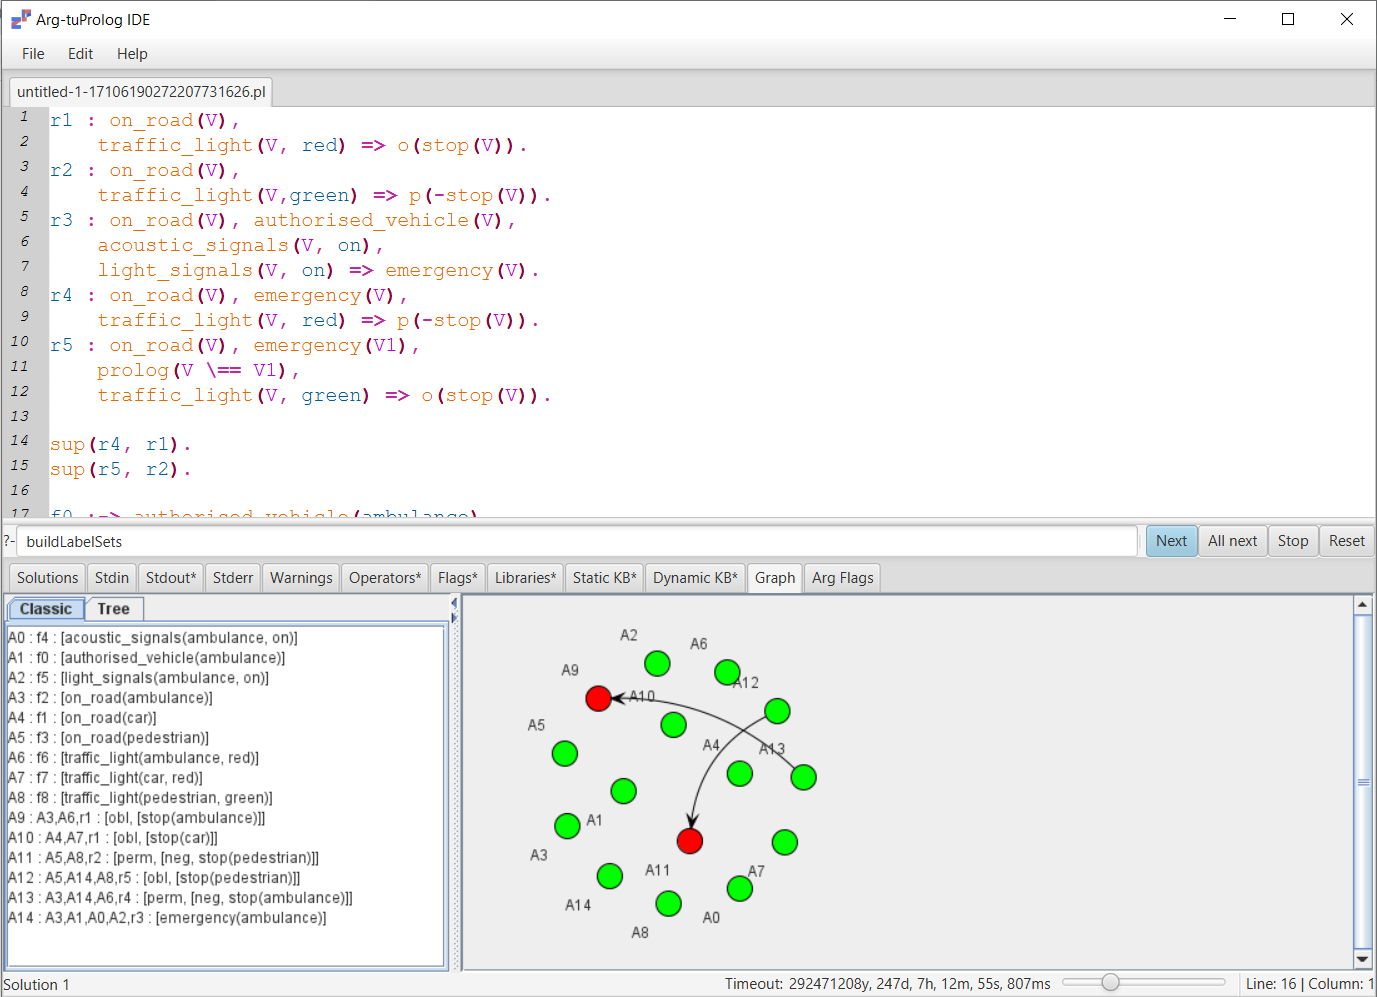 Arg-tuProlog IDE
File Edit Help
untitled-1-17106190272207731626.pl
1 r1 : on_road(V),
2 traffic_light(V, red) => o(stop(V)).
3 r2 : on_road(V),
4 traffic_light(V,green) => p(-stop(V)).
5 r3 : on_road(V), authorised_vehicle(V),
6 acoustic_signals(V, on),
7 light_signals(V, on) => emergency(V).
8 r4 : on_road(V), emergency(V),
9 traffic_light(V, red) => p(-stop(V)).
10 r5 : on_road(V), emergency(V1),
11 prolog(V \== V1),
12 traffic_light(V, green) => o(stop(V)).
13
14 sup(r4, r1).
15 sup(r5, r2).
16
17 f0 :-> authorised_vehicle(ambulance)
?- buildLabelSets Next All next Stop Reset
Solutions Stdin Stdout* Stderr Warnings Operators* Flags* Libraries* Static KB* Dynamic KB* Graph Arg Flags
Classic Tree
A0 : f4 : [acoustic_signals(ambulance, on)]
A1 : f0 : [authorised_vehicle(ambulance)]
A2 : f5 : [light_signals(ambulance, on)]
A3 : f2 : [on_road(ambulance)]
A4 : f1 : [on_road(car)]
A5 : f3 : [on_road(pedestrian)]
A6 : f6 : [traffic_light(ambulance, red)]
A7 : f7 : [traffic_light(car, red)]
A8 : f8 : [traffic_light(pedestrian, green)]
A9 : A3,A6,r1 : [obl, [stop(ambulance)]]
A10 : A4,A7,r1 : [obl, [stop(car)]]
A11 : A5,A8,r2 : [perm, [neg, stop(pedestrian)]]
A12 : A5,A14,A8,r5 : [obl, [stop(pedestrian)]]
A13 : A3,A14,A6,r4 : [perm, [neg, stop(ambulance)]]
A14 : A3,A1,A0,A2,r3 : [emergency(ambulance)]
A2
A6
A9
A12
A10
A5
A4
A13
A1
A3
A11
A7
A14
A0
A8
Solution 1
Timeout: 292471208y, 247d, 7h, 12m, 55s, 807ms
Line: 16 | Column: 1